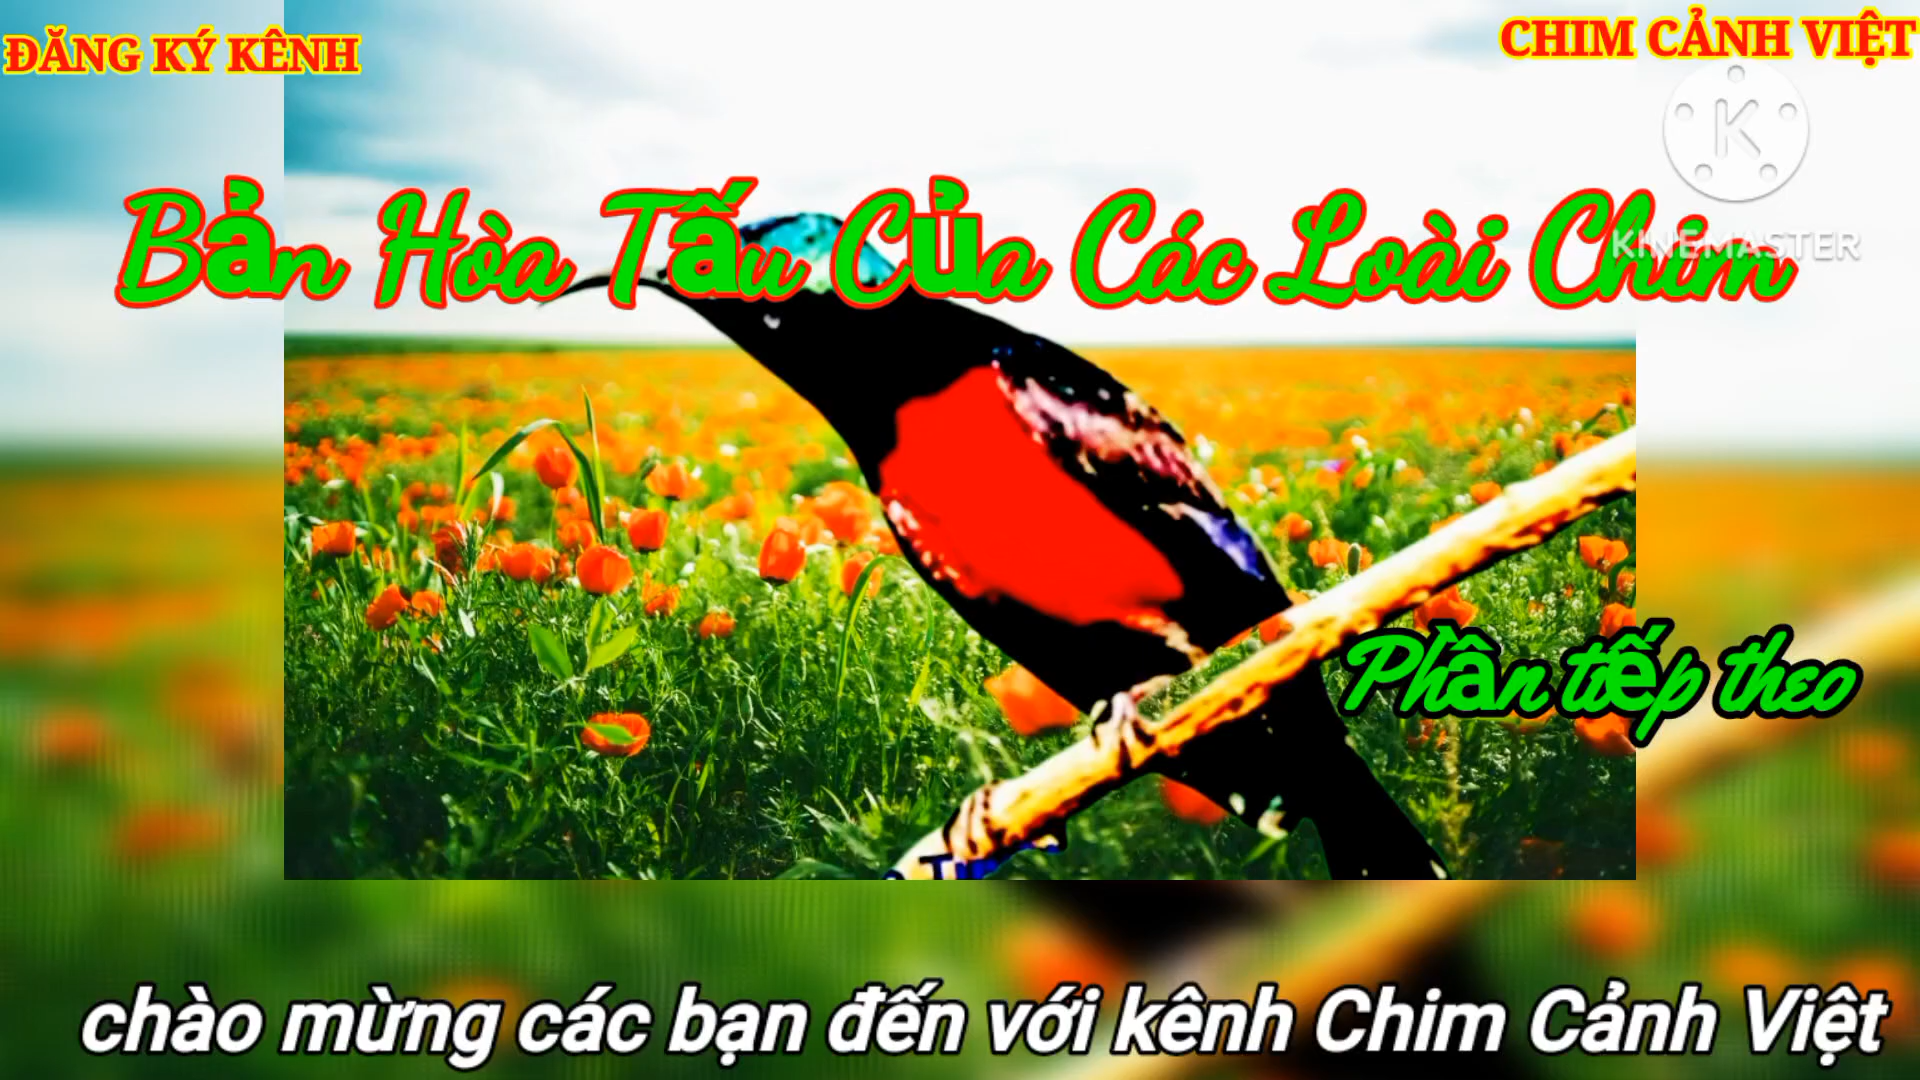 ĐĂNG KÝ KÊNH
CHIM CẢNH VIỆT
K
KINEMASTER
Bản Hòa Tấu Của Các Loài Chim
Phần tiếp theo
chào mừng các bạn đến với kênh Chim Cảnh Việt